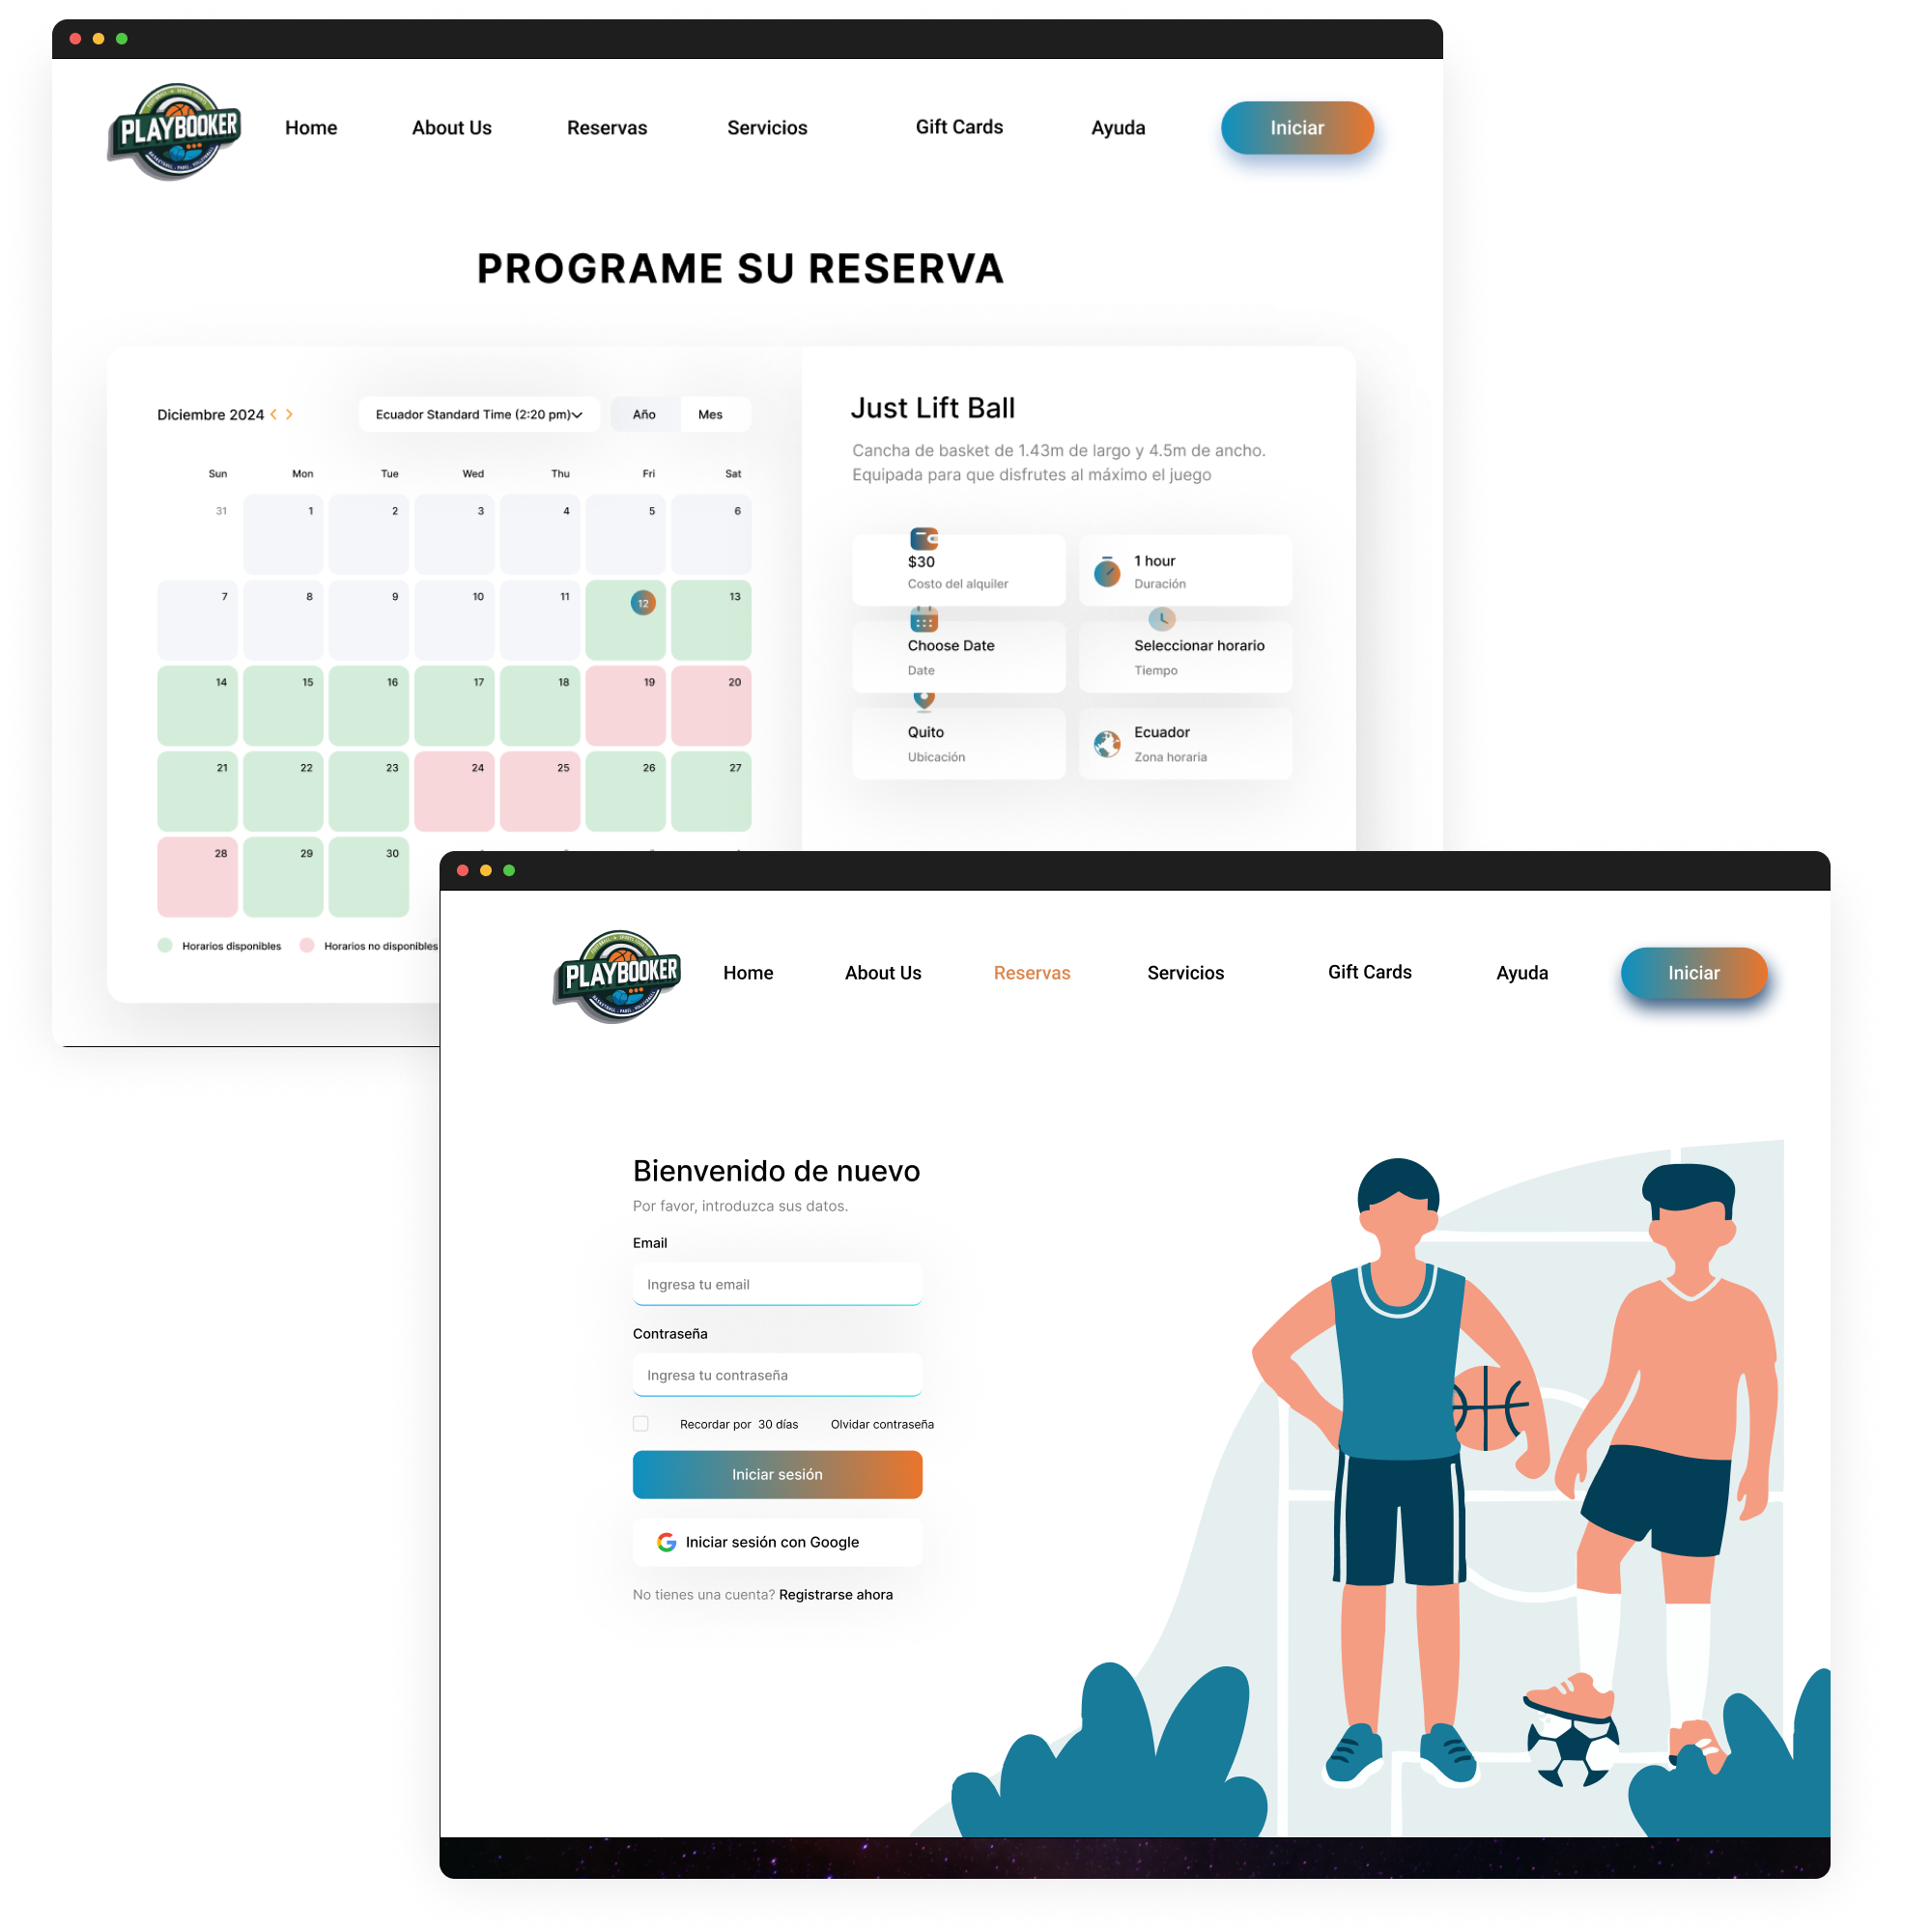 PLAYBOOKER
Home About Us Reservas Servicios Gift Cards Ayuda Iniciar
PROGRAME SU RESERVA
Diciembre 2024 Ecuador Standard Time (2:20 pm) Año Mes
Sun Mon Tue Wed Thu Fri Sat
31 1 2 3 4 5 6
7 8 9 10 11 12 13
14 15 16 17 18 19 20
21 22 23 24 25 26 27
28 29 30
Horarios disponibles Horarios no disponibles
Just Lift Ball
Cancha de basket de 1.43m de largo y 4.5m de ancho.
Equipada para que disfrutes al máximo el juego
$30
Costo del alquiler
1 hour
Duración
Choose Date
Date
Seleccionar horario
Tiempo
Quito
Ubicación
Ecuador
Zona horaria
PLAYBOOKER
Home About Us Reservas Servicios Gift Cards Ayuda Iniciar
Bienvenido de nuevo
Por favor, introduzca sus datos.
Email
Ingresa tu email
Contraseña
Ingresa tu contraseña
Recordar por 30 días Olvidar contraseña
Iniciar sesión
Iniciar sesión con Google
No tienes una cuenta? Registrarse ahora